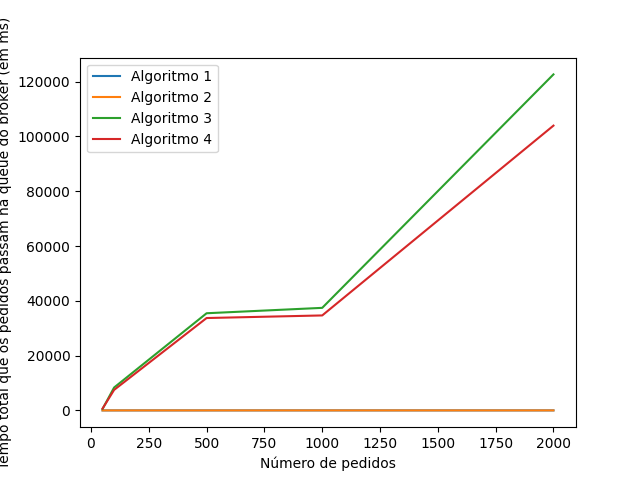 Tempo total que os pedidos passam na queue do broker (em ms)
Algoritmo 1
Algoritmo 2
Algoritmo 3
Algoritmo 4
120000
100000
80000
60000
40000
20000
0
0 250 500 750 1000 1250 1500 1750 2000
Número de pedidos